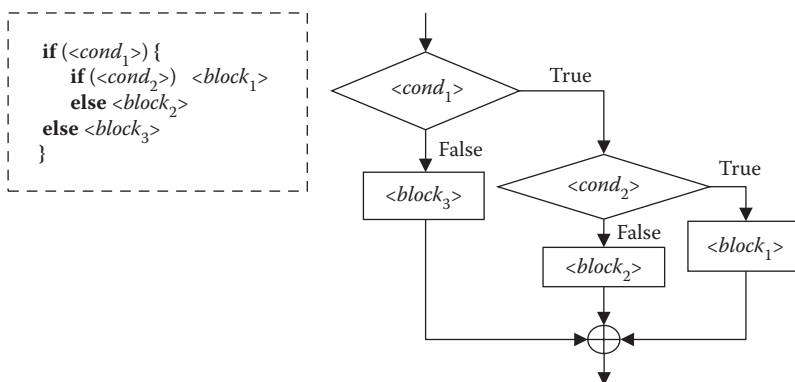 if (<cond₁>) {
if (<cond₂>) <block₁>
else <block₂>
else <block₃>
}
<cond₁>
True
False
<block₃>
<cond₂>
True
False
<block₂>
<block₁>